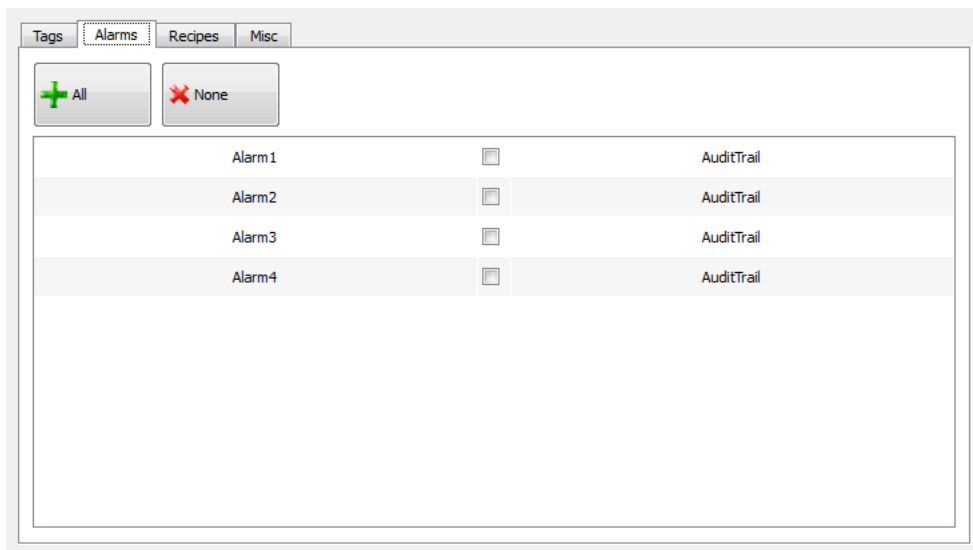 Tags Alarms Recipes Misc
All None
Alarm1 AuditTrail
Alarm2 AuditTrail
Alarm3 AuditTrail
Alarm4 AuditTrail